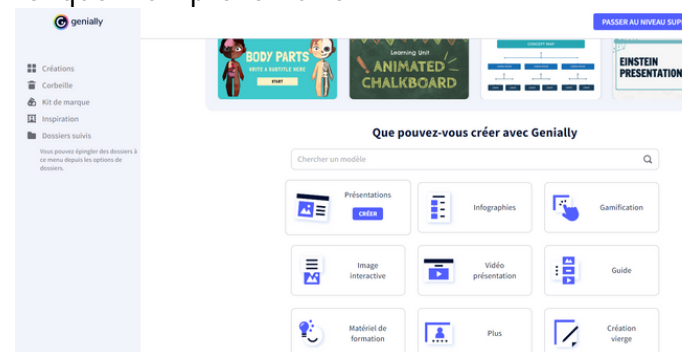 genially
PASSER AU NIVEAU SUP
Créations
Corbeille
Kit de marque
Inspiration
Dossiers suivis
Vous pouvez épingler des dossiers à
ce menu depuis les options de
dossiers.
BODY PARTS
WRITE A SUBTITLE HERE
START
Learning Unit
ANIMATED
CHALKBOARD
CONCEPT MAP
EINSTEIN
PRESENTATION
Que pouvez-vous créer avec Genially
Chercher un modèle
Présentations
CRÉER
Infographies
Gamification
Image
interactive
Vidéo
présentation
Guide
Matériel de
formation
Plus
Création
vierge